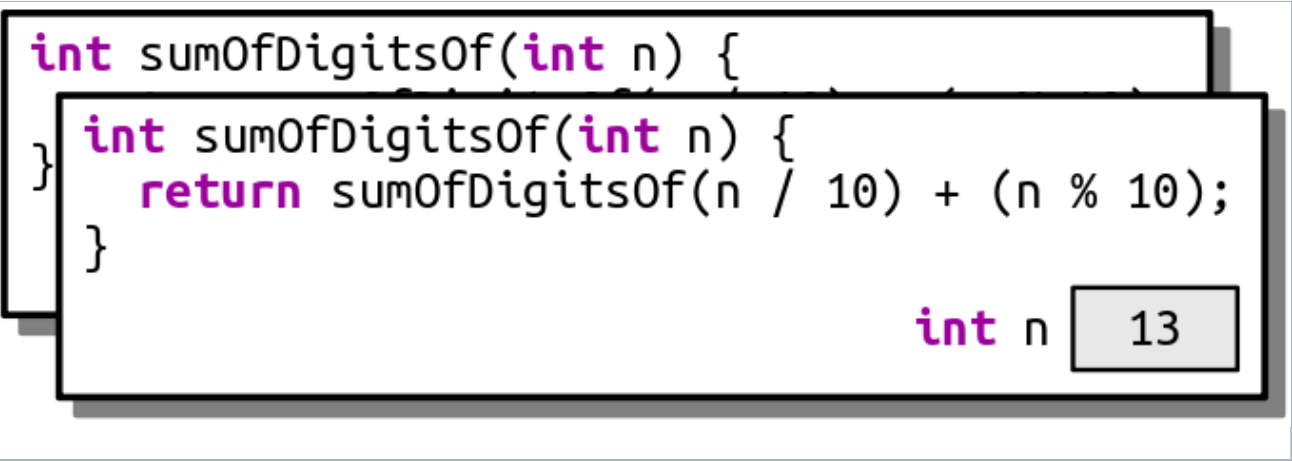 int sumOfDigitsOf(int n) {
}
int sumOfDigitsOf(int n) {
return sumOfDigitsOf(n / 10) + (n % 10);
}
int n 13